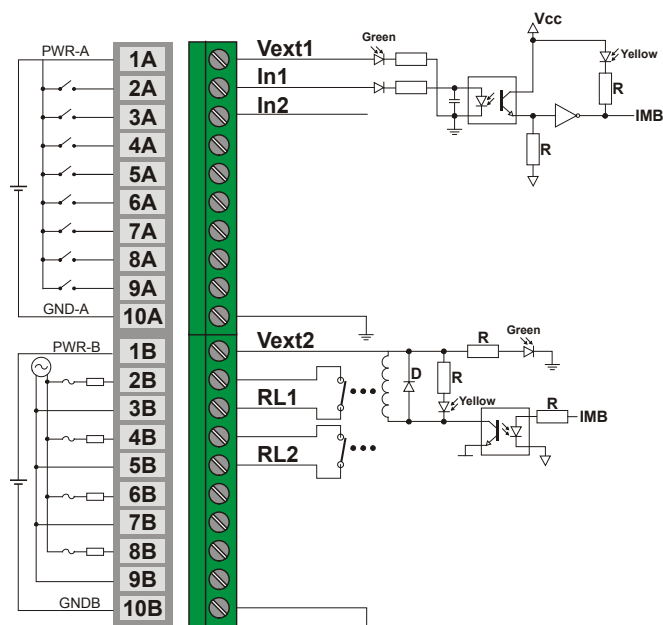 PWR-A
1A
2A
3A
4A
5A
6A
7A
8A
9A
GND-A
10A
Vext1
In1
In2
Green
Vcc
Yellow
R
IMB
R
PWR-B
1B
2B
3B
4B
5B
6B
7B
8B
9B
GNDB
10B
Vext2
RL1
RL2
D
R
R
Green
Yellow
R
IMB